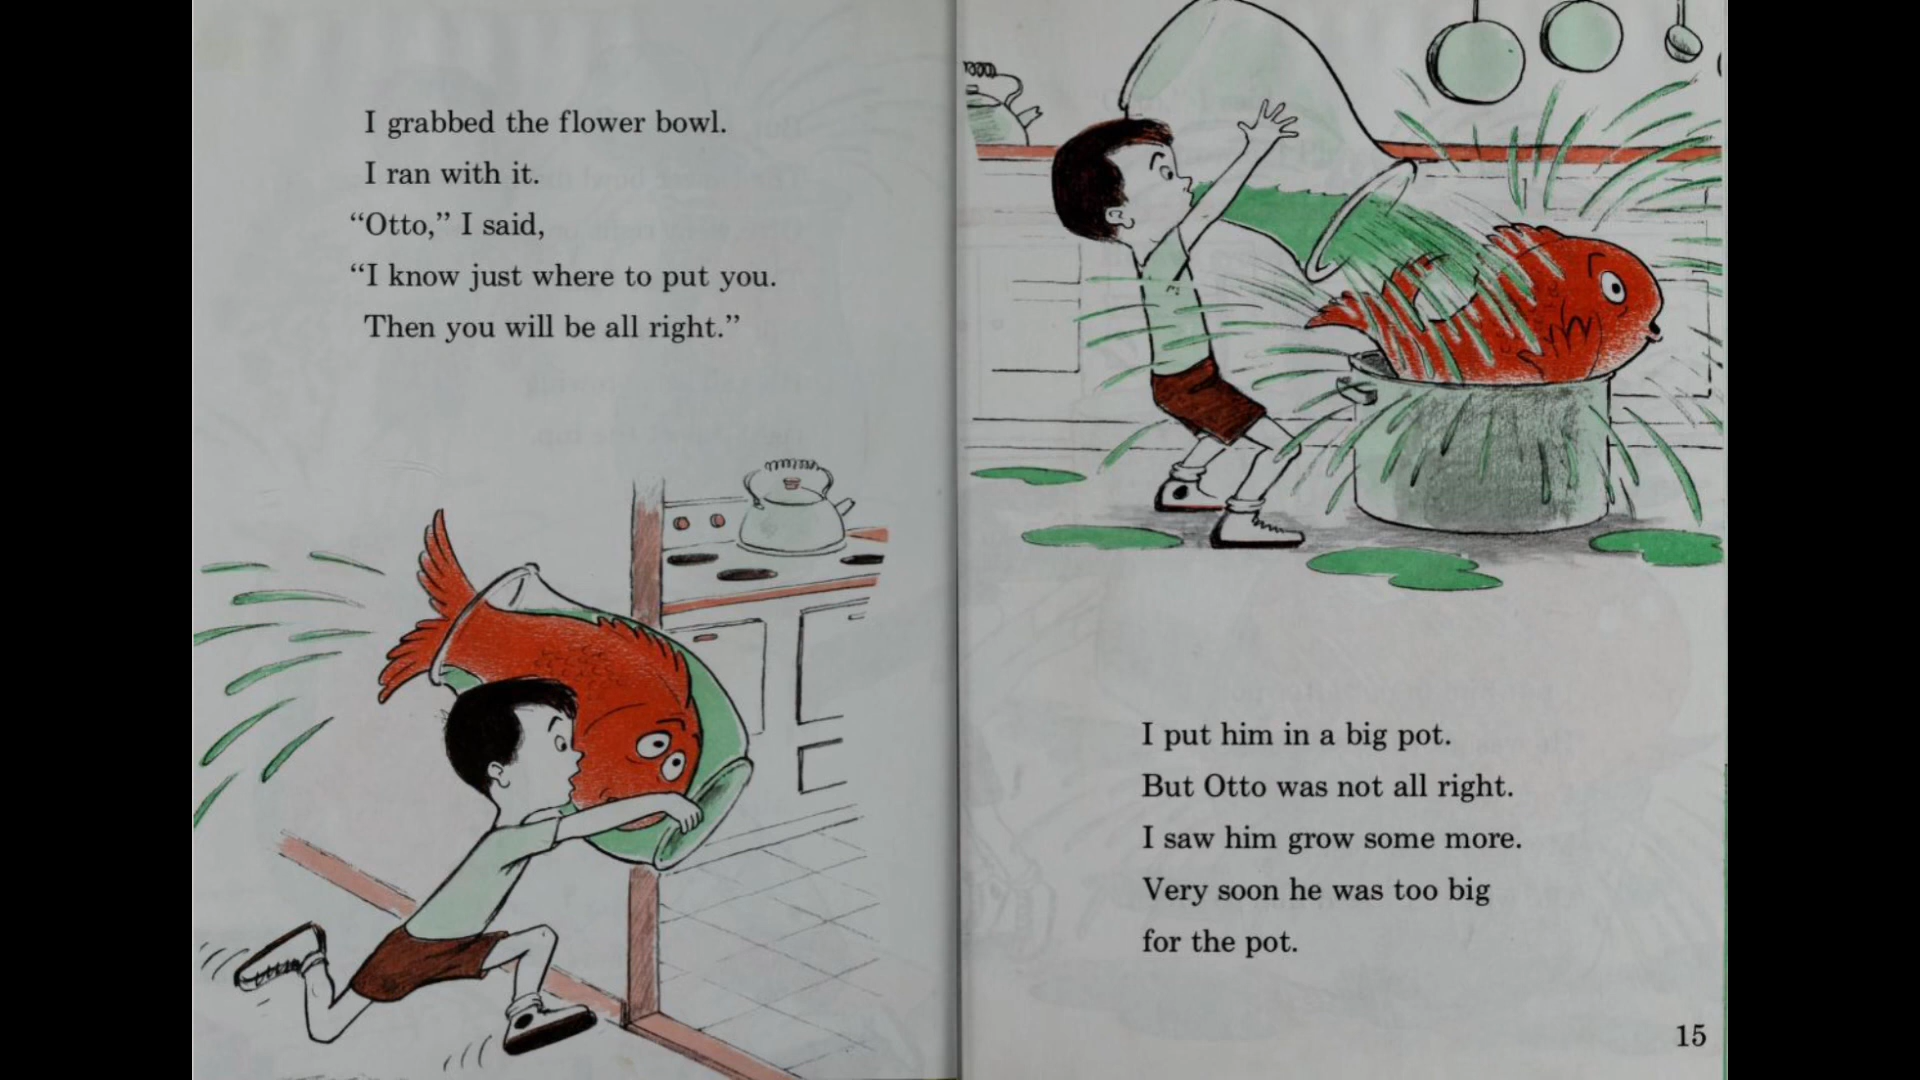 I grabbed the flower bowl.
I ran with it.
“Otto,” I said,
“I know just where to put you.
Then you will be all right.”
I put him in a big pot.
But Otto was not all right.
I saw him grow some more.
Very soon he was too big
for the pot.
15